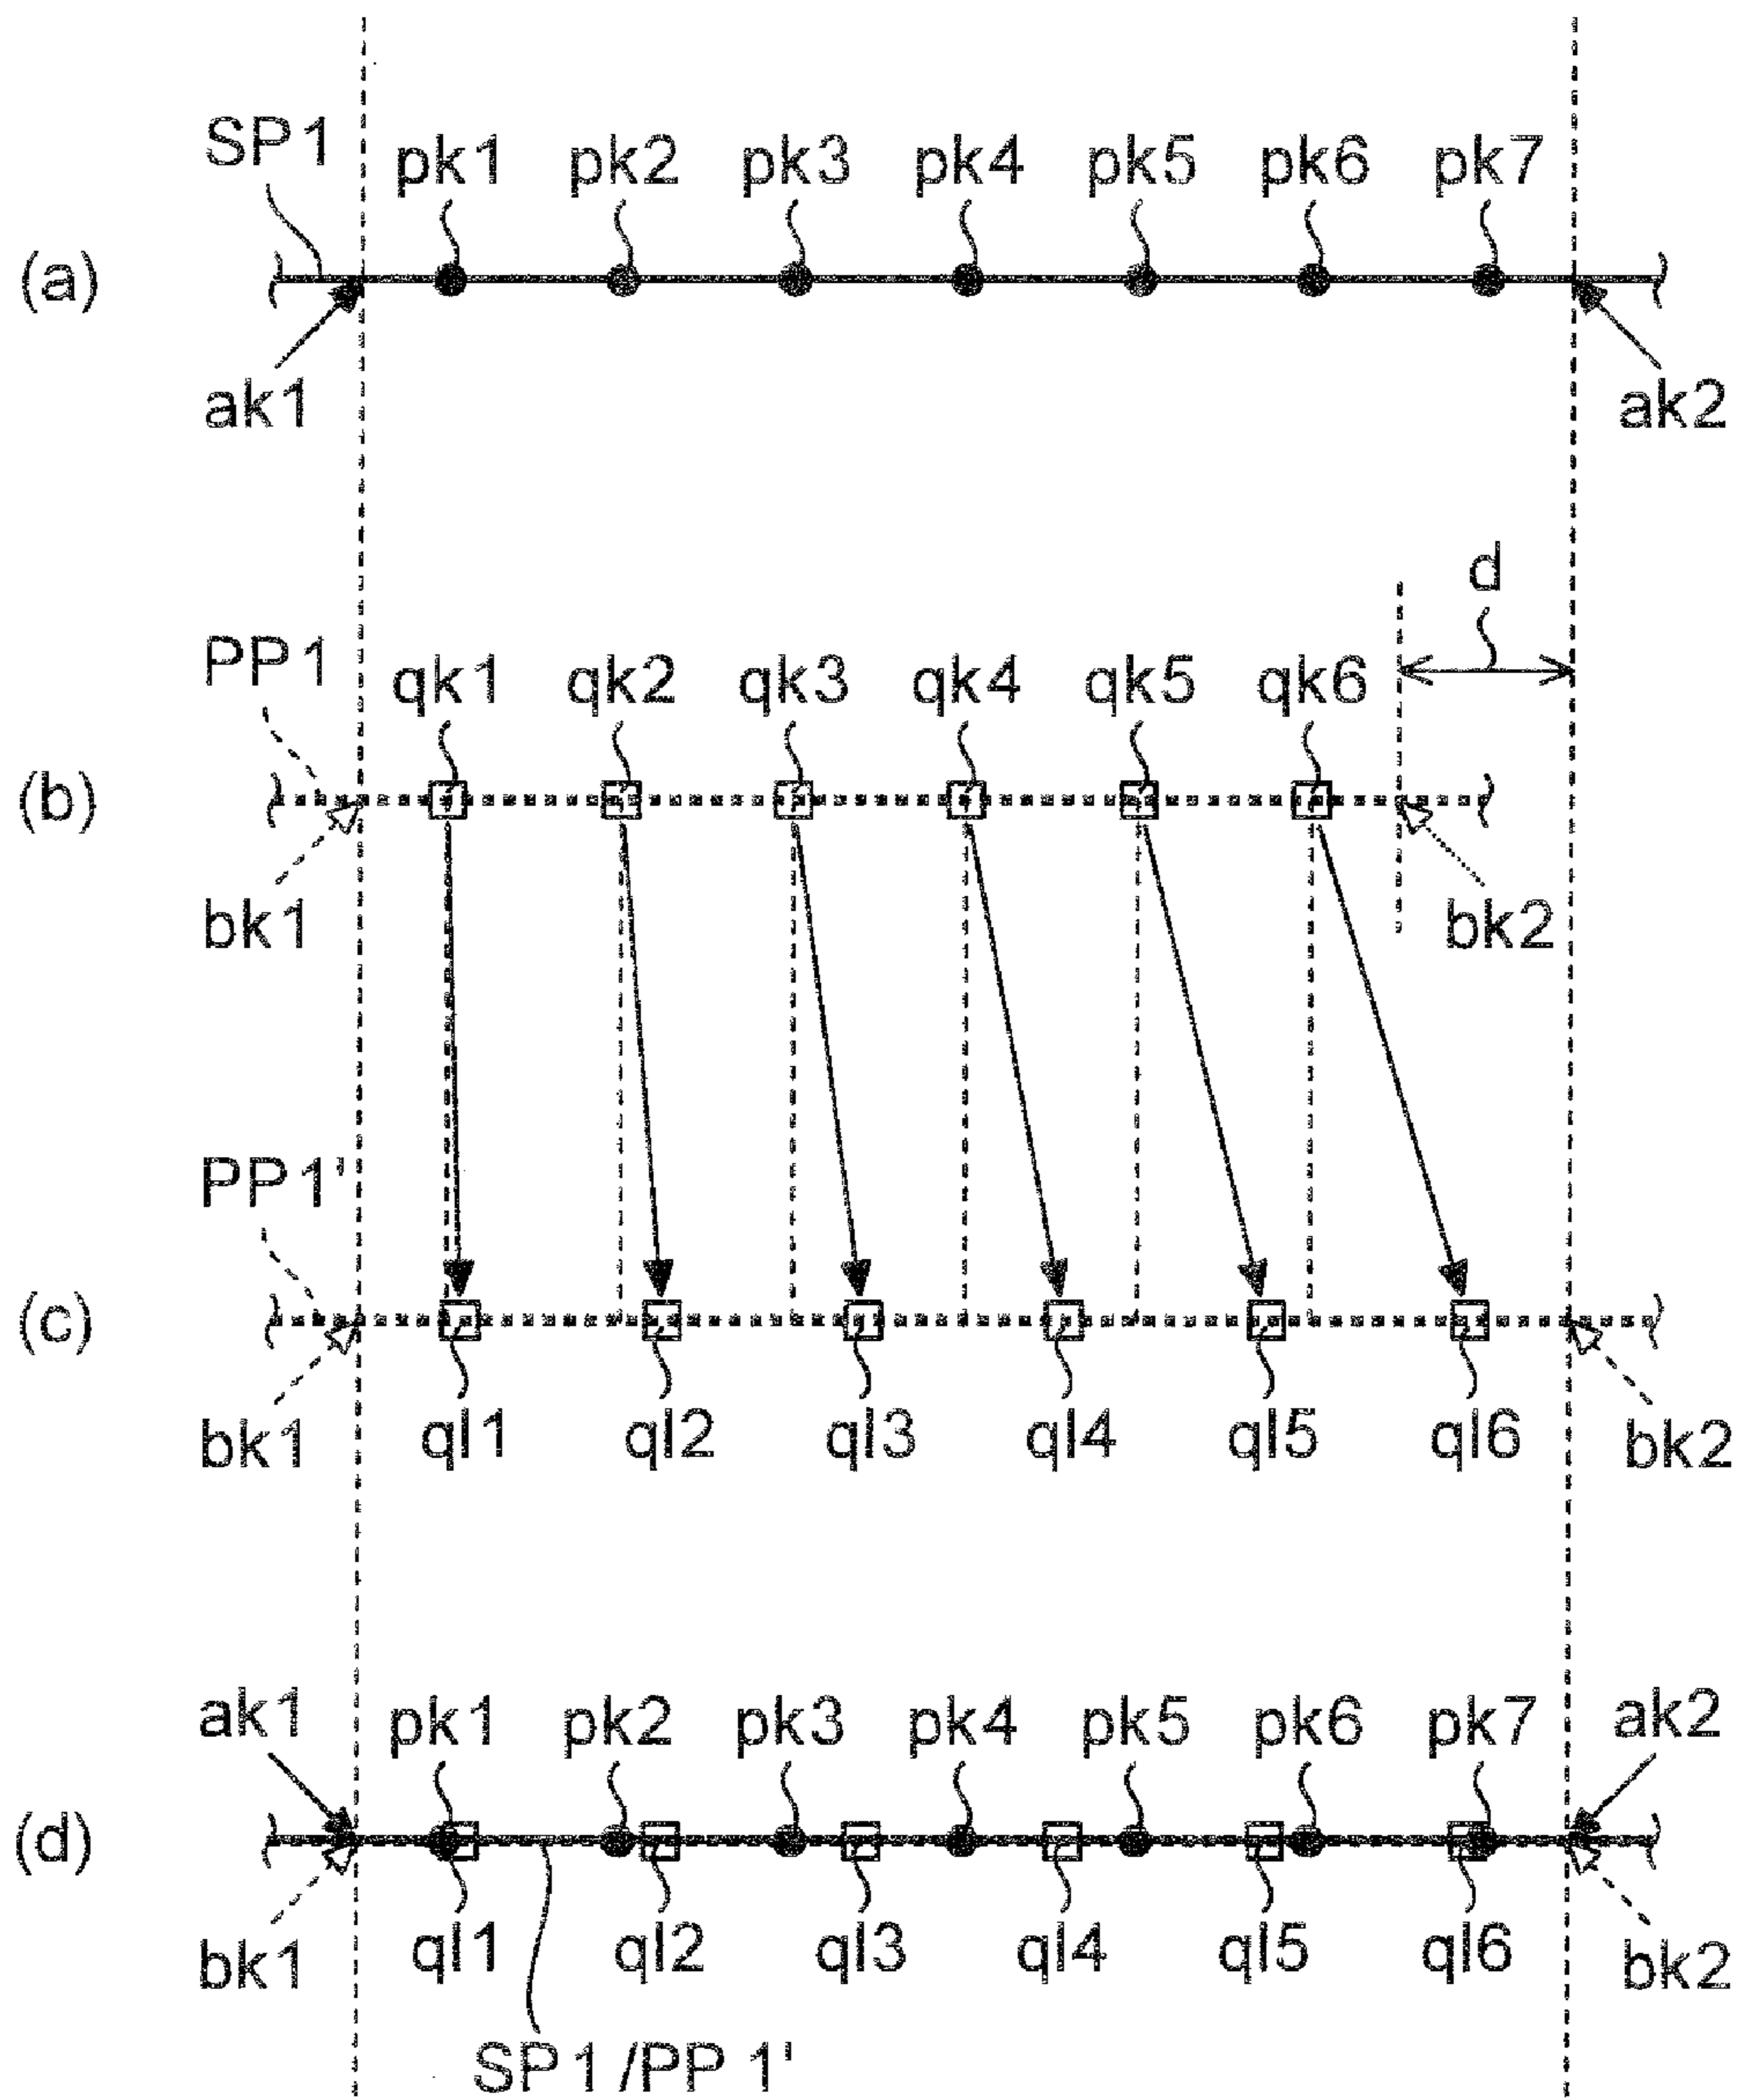 SP1 pk1 pk2 pk3 pk4 pk5 pk6 pk7
(a)
ak1 ak2
d
PP1 qk1 qk2 qk3 qk4 qk5 qk6
(b)
bk1 bk2
PP1'
(c)
bk1 ql1 ql2 ql3 ql4 ql5 ql6 bk2
ak1 pk1 pk2 pk3 pk4 pk5 pk6 pk7 ak2
(d)
bk1 ql1 ql2 ql3 ql4 ql5 ql6 bk2
SP1/PP1'